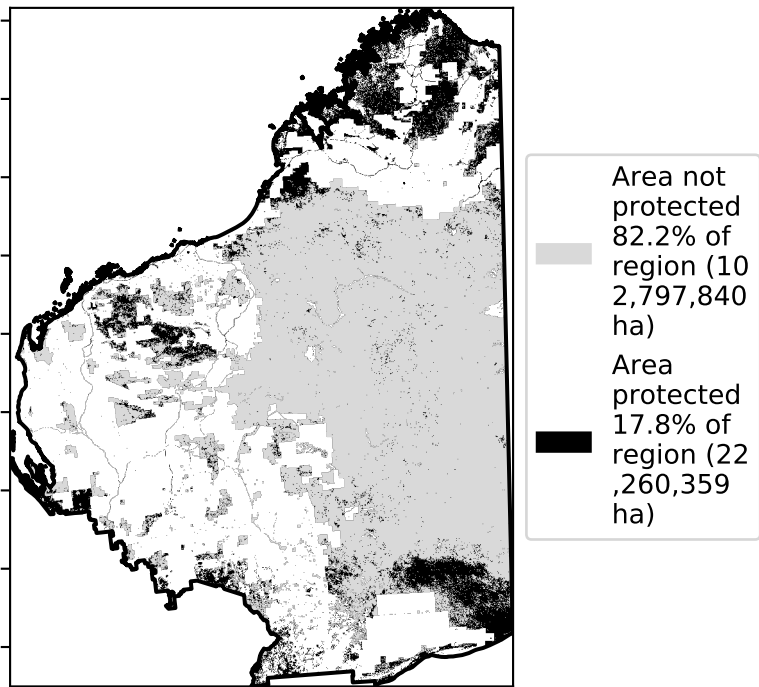 Area not
protected
82.2% of
region (10
2,797,840
ha)
Area
protected
17.8% of
region (22
,260,359
ha)